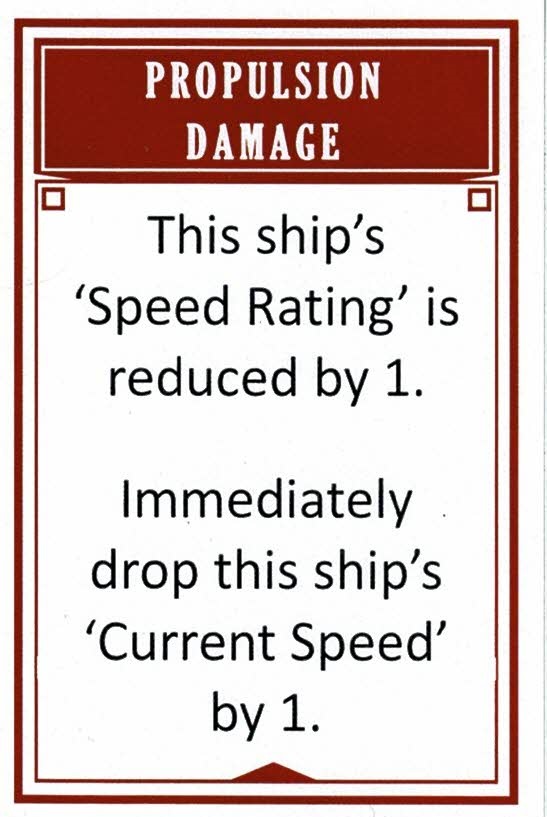 PROPULSION
DAMAGE
This ship’s
‘Speed Rating’ is
reduced by 1.
Immediately
drop this ship’s
‘Current Speed’
by 1.